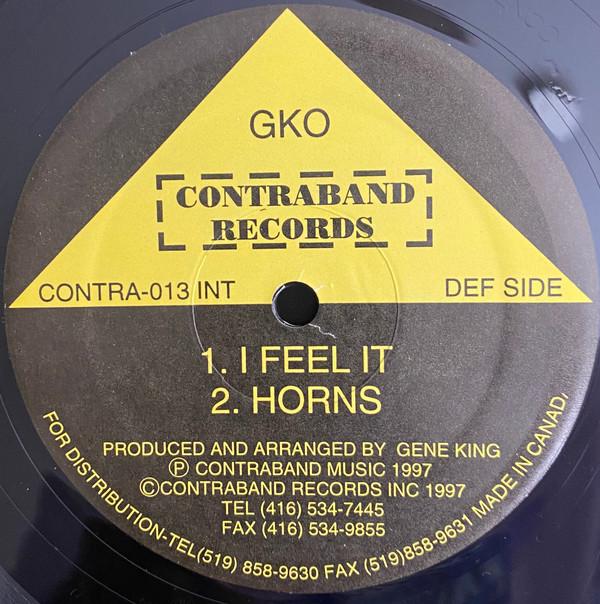 GKO
CONTRABAND
RECORDS
CONTRA-013 INT
DEF SIDE
1. I FEEL IT
2. HORNS
PRODUCED AND ARRANGED BY GENE KING
Ⓟ CONTRABAND MUSIC 1997
©CONTRABAND RECORDS INC 1997
TEL (416) 534-7445
FAX (416) 534-9855
FOR DISTRIBUTION-TEL(519) 858-9630 FAX (519)858-9631 MADE IN CANADA